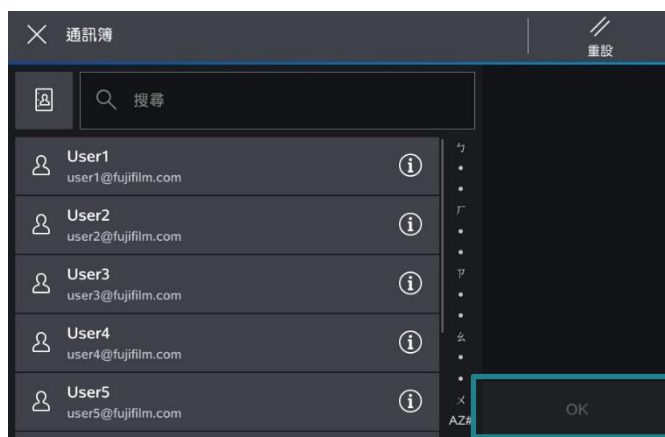 通訊簿
重設
搜尋
User1
user1@fujifilm.com
User2
user2@fujifilm.com
User3
user3@fujifilm.com
User4
user4@fujifilm.com
User5
user5@fujifilm.com
ㄅ
ㄏ
ㄗ
ㄠ
ㄨ
AZ#
OK